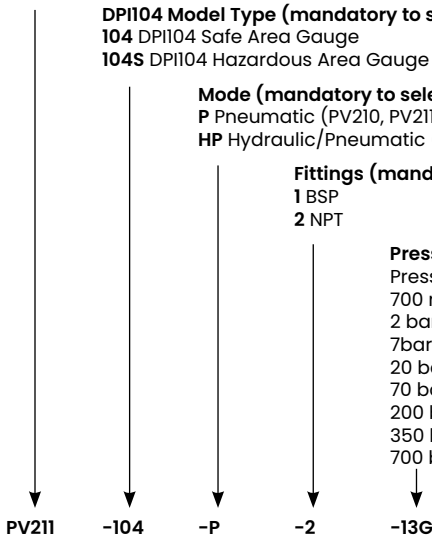 DPI104 Model Type (mandatory to s
104 DPI104 Safe Area Gauge
104S DPI104 Hazardous Area Gauge
Mode (mandatory to sele
P Pneumatic (PV210, PV211
HP Hydraulic/Pneumatic
Fittings (mand
1 BSP
2 NPT
Press
Press
700 
2 bar
7bar
20 b
70 b
200 
350 
700 b
PV211 -104 -P -2 -13G